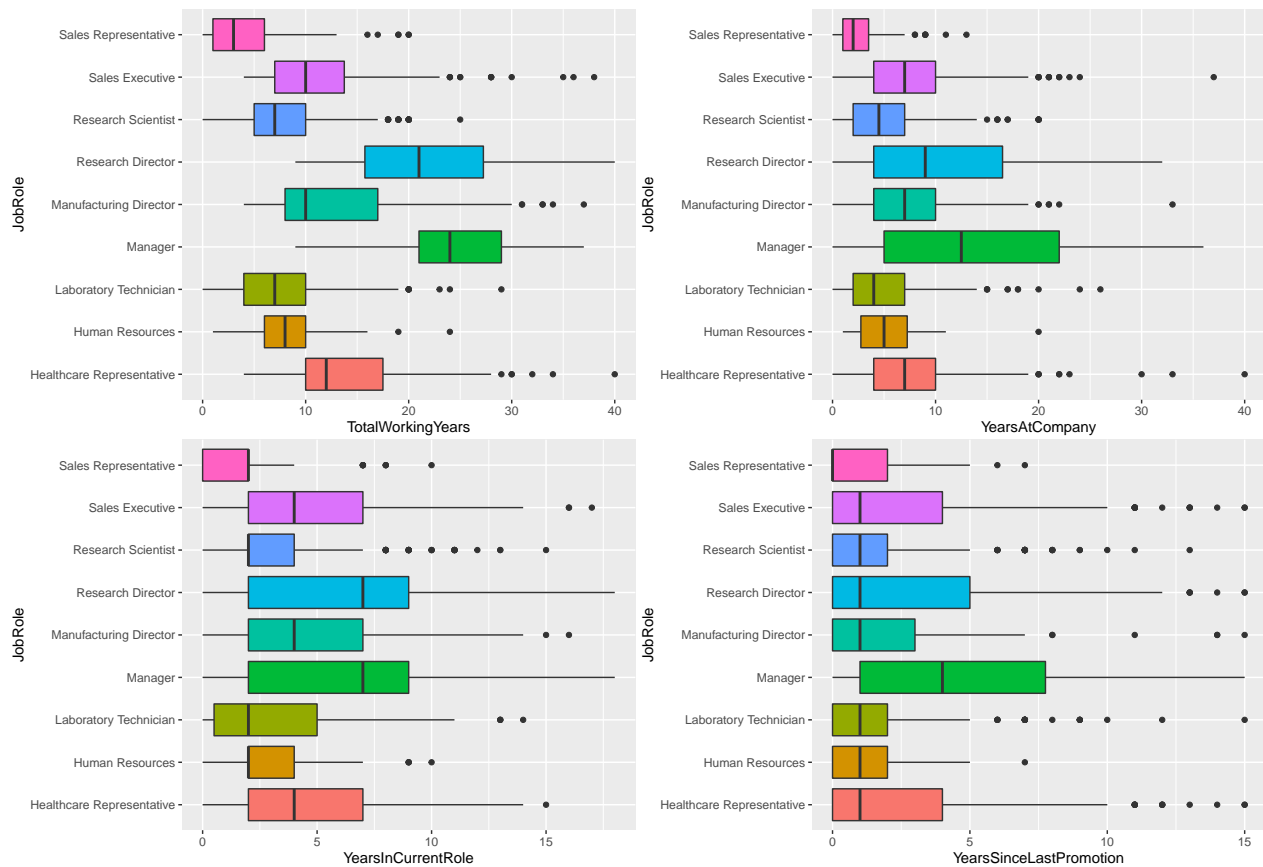 Sales Representative
Sales Executive
Research Scientist
Research Director
Manufacturing Director
Manager
Laboratory Technician
Human Resources
Healthcare Representative
JobRole
0 10 20 30 40
TotalWorkingYears
Sales Representative
Sales Executive
Research Scientist
Research Director
Manufacturing Director
Manager
Laboratory Technician
Human Resources
Healthcare Representative
JobRole
0 10 20 30 40
YearsAtCompany
Sales Representative
Sales Executive
Research Scientist
Research Director
Manufacturing Director
Manager
Laboratory Technician
Human Resources
Healthcare Representative
JobRole
0 5 10 15
YearsInCurrentRole
Sales Representative
Sales Executive
Research Scientist
Research Director
Manufacturing Director
Manager
Laboratory Technician
Human Resources
Healthcare Representative
JobRole
0 5 10 15
YearsSinceLastPromotion